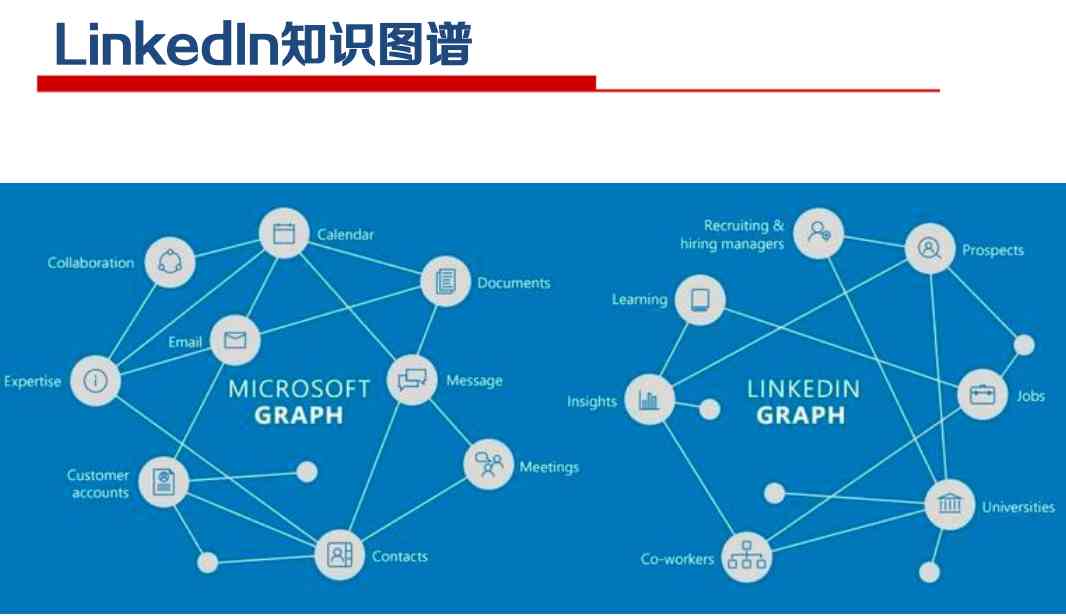 LinkedIn知识图谱
Calendar
Collaboration
Documents
Email
Expertise
MICROSOFT
GRAPH
Message
Customer
accounts
Meetings
Contacts
Recruiting &
hiring managers
Prospects
Learning
Insights
LINKEDIN
GRAPH
Jobs
Universities
Co-workers